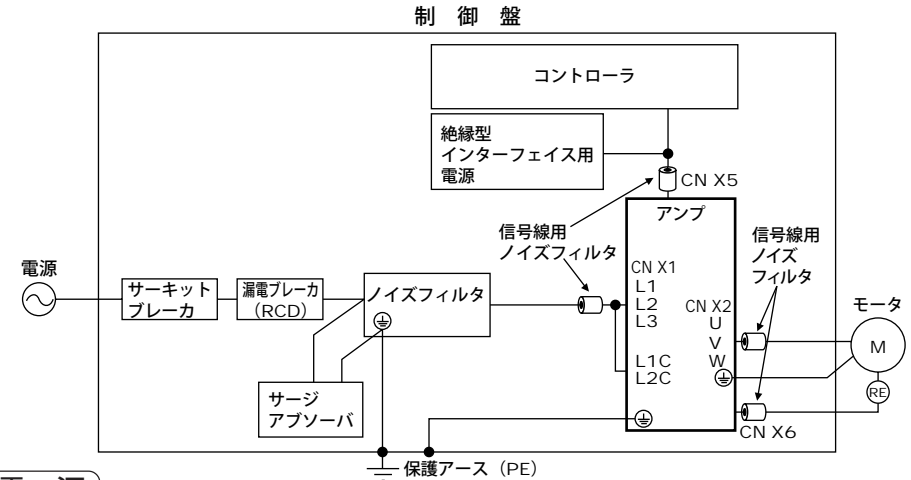 制 御 盤
コントローラ
絶縁型
インターフェイス用
電源
CN X5
アンプ
信号線用
ノイズフィルタ
信号線用
ノイズ
フィルタ
電源
サーキット
ブレーカ
漏電ブレーカ
(RCD)
ノイズフィルタ
CN X1
L1
L2
L3
L1C
L2C
CN X2
U
V
W
モータ
M
RE
サージ
アブソーバ
CN X6
保護アース (PE)